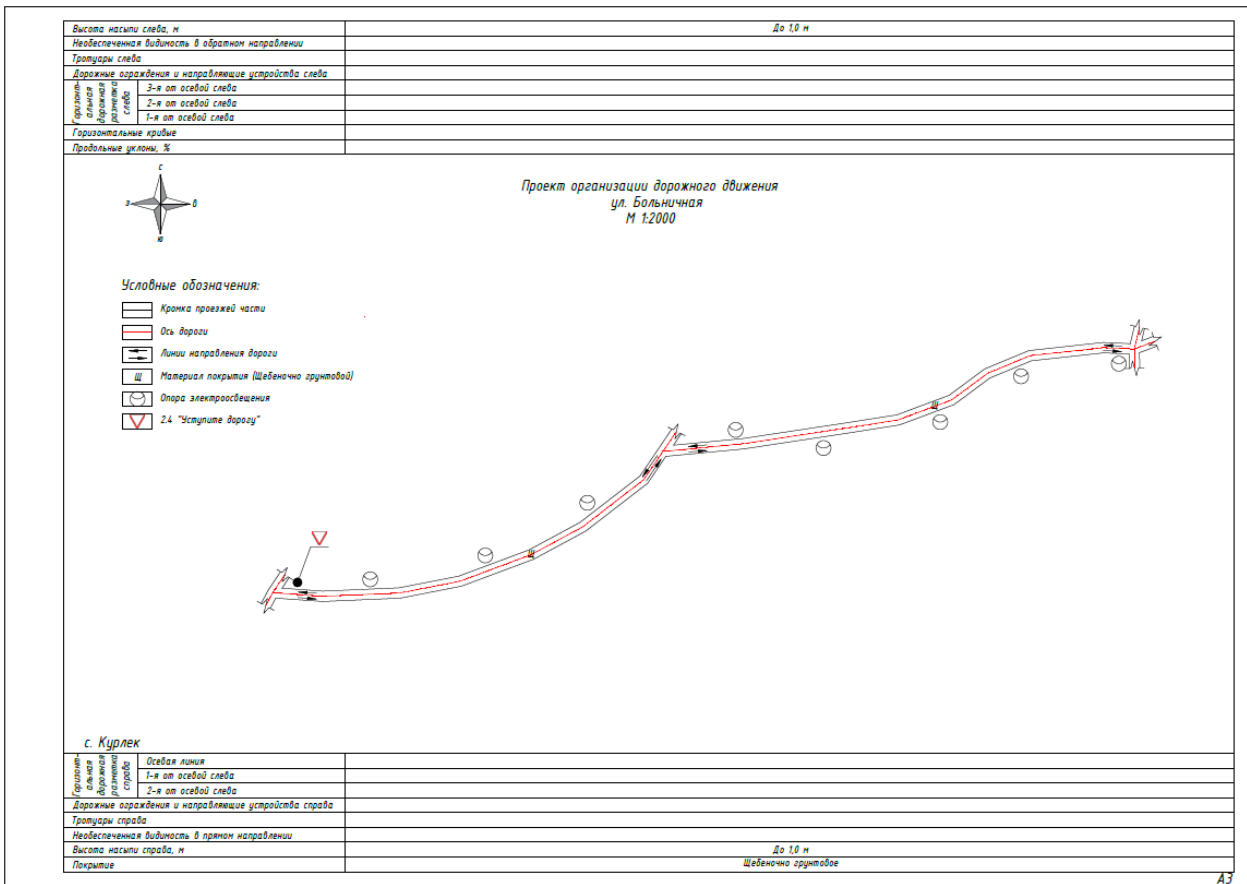 Высота насыпи слева, м До 1,0 м
Необеспеченная видимость в обратном направлении
Тротуары слева
Дорожные ограждения и направляющие устройства слева
Горизонт-
альная
дорожная
разметка
слева
3-я от осевой слева
2-я от осевой слева
1-я от осевой слева
Горизонтальные кривые
Продольные уклоны, %
с
з
в
ю
Проект организации дорожного движения
ул. Больничная
М 1:2000
Условные обозначения:
Кромка проезжей части
Ось дороги
Линии направления дороги
Щ Материал покрытия (Щебеночно грунтовой)
Опора электроосвещения
2.4 "Уступите дорогу"
Щ
Щ
с. Курлек
Горизонт-
альная
дорожная
разметка
справа
Осевая линия
1-я от осевой слева
2-я от осевой слева
Дорожные ограждения и направляющие устройства справа
Тротуары справа
Необеспеченная видимость в прямом направлении
Высота насыпи справа, м До 1,0 м
Покрытие Щебеночно грунтовое
А3